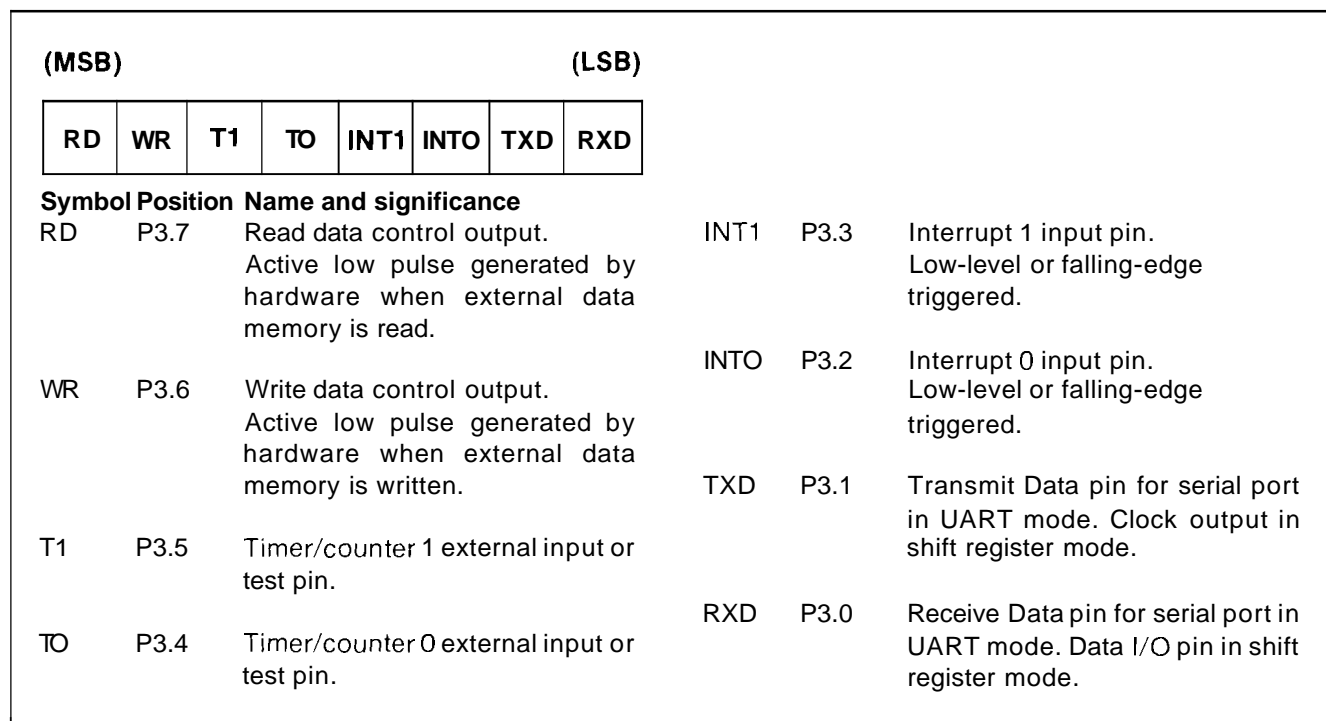 (MSB) (LSB)
RD WR T1 TO INT1 INTO TXD RXD
Symbol Position Name and significance
RD P3.7 Read data control output.
Active low pulse generated by
hardware when external data
memory is read.
WR P3.6 Write data control output.
Active low pulse generated by
hardware when external data
memory is written.
T1 P3.5 Timer/counter 1 external input or
test pin.
TO P3.4 Timer/counter 0 external input or
test pin.
INT1 P3.3 Interrupt 1 input pin.
Low-level or falling-edge
triggered.
INTO P3.2 Interrupt 0 input pin.
Low-level or falling-edge
triggered.
TXD P3.1 Transmit Data pin for serial port
in UART mode. Clock output in
shift register mode.
RXD P3.0 Receive Data pin for serial port in
UART mode. Data I/O pin in shift
register mode.